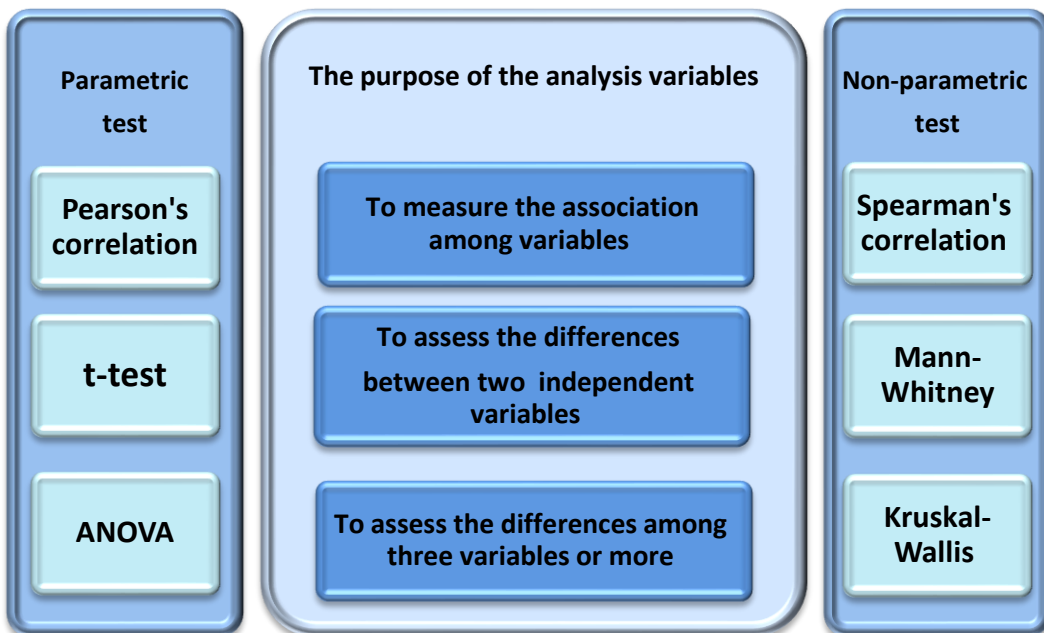 Parametric
test
Pearson's
correlation
t-test
ANOVA
The purpose of the analysis variables
To measure the association
among variables
To assess the differences
between two  independent
variables
To assess the differences among
three variables or more
Non-parametric
test
Spearman's
correlation
Mann-
Whitney
Kruskal-
Wallis